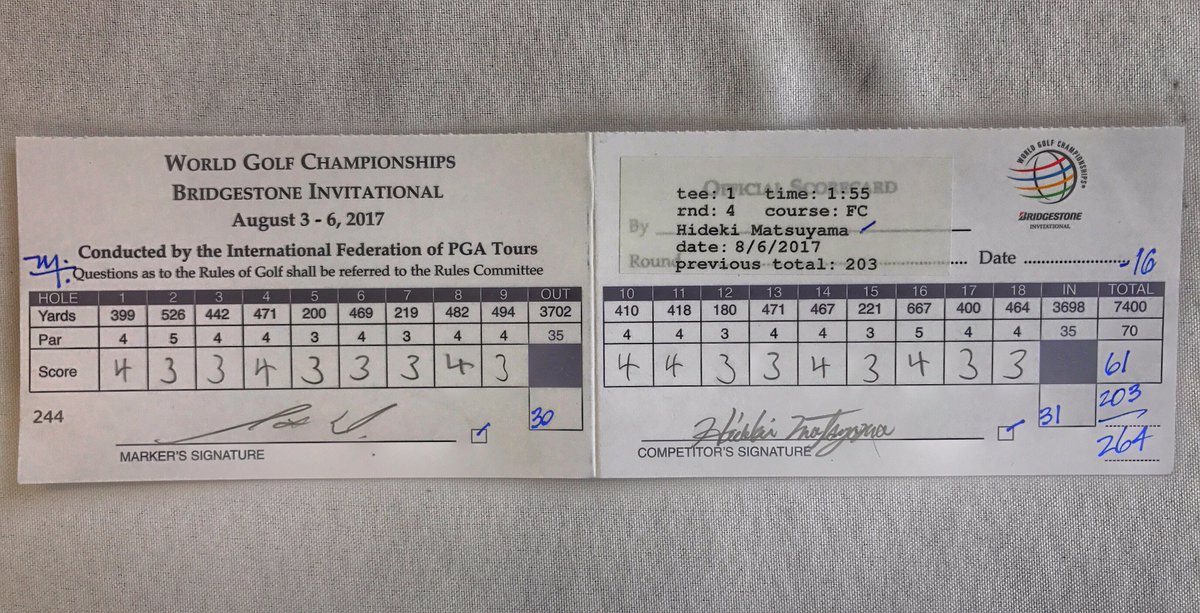 WORLD GOLF CHAMPIONSHIPS
BRIDGESTONE INVITATIONAL
August 3 - 6, 2017
Conducted by the International Federation of PGA Tours
Questions as to the Rules of Golf shall be referred to the Rules Committee
HOLE 1 2 3 4 5 6 7 8 9 OUT
Yards 399 526 442 471 200 469 219 482 494 3702
Par 4 5 4 4 3 4 3 4 4 35
Score 4 3 3 4 3 3 3 4 3
30
244
MARKER'S SIGNATURE
OFFICIAL SCORECARD
tee: 1 time: 1:55
rnd: 4 course: FC
By
Hideki Matsuyama
date: 8/6/2017
Round
previous total: 203
Date
-16
WORLD GOLF CHAMPIONSHIPS®
BRIDGESTONE
INVITATIONAL
10 11 12 13 14 15 16 17 18 IN TOTAL
410 418 180 471 467 221 667 400 464 3698 7400
4 4 3 4 4 3 5 4 4 35 70
4 4 3 3 4 3 4 3 3 61
31 203
264
Hideki Matsuyama
COMPETITOR'S SIGNATURE